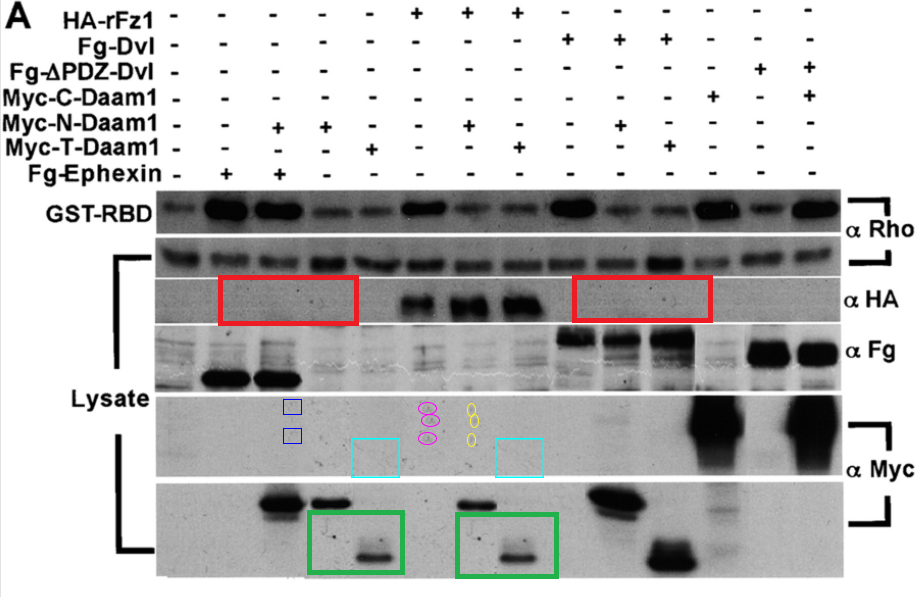 A
HA-rFz1 - - - - - + + + - - - - - -
Fg-Dvl - - - - - - - - + + + - - -
Fg-ΔPDZ-Dvl - - - - - - - - - - - - + +
Myc-C-Daam1 - - - - - - - - - - - + - +
Myc-N-Daam1 - - + + - - + - - + - - - -
Myc-T-Daam1 - - - - + - - + - - + - - -
Fg-Ephexin - + + - - - - - - - - - - -
GST-RBD
α Rho
α HA
α Fg
Lysate
α Myc